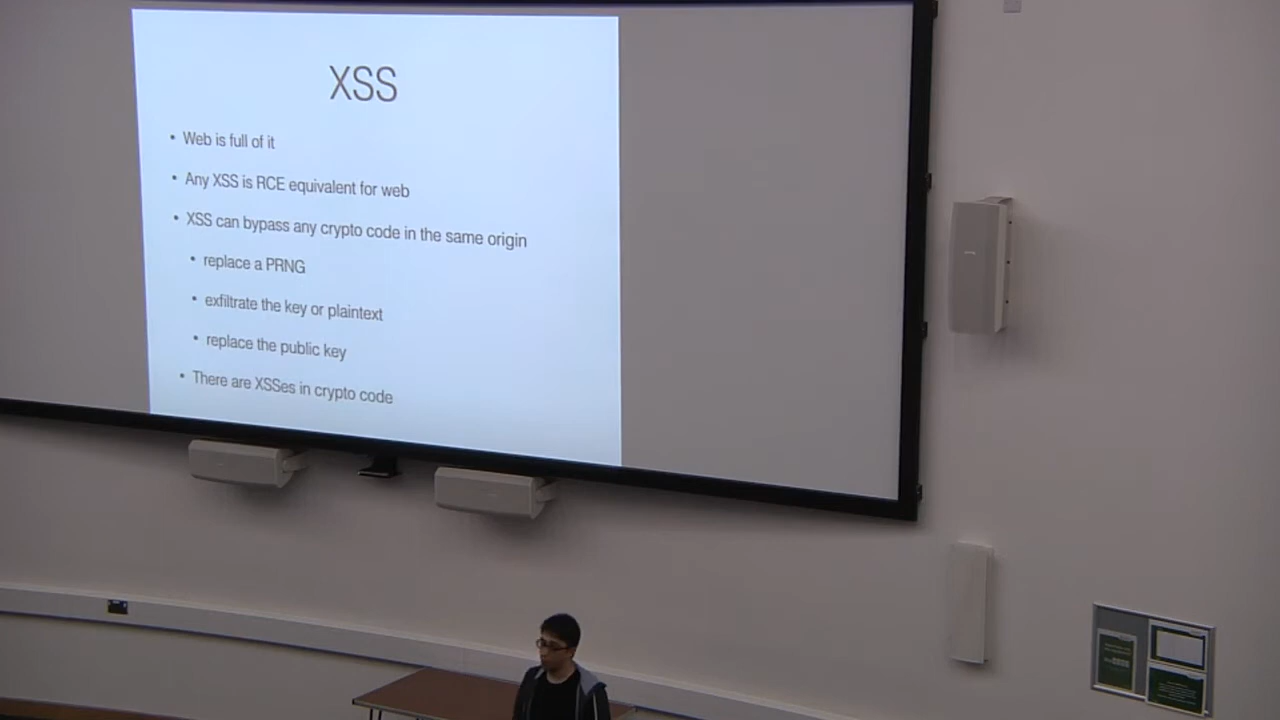 XSS
• Web is full of it
• Any XSS is RCE equivalent for web
• XSS can bypass any crypto code in the same origin
• replace a PRNG
• exfiltrate the key or plaintext
• replace the public key
• There are XSSes in crypto code